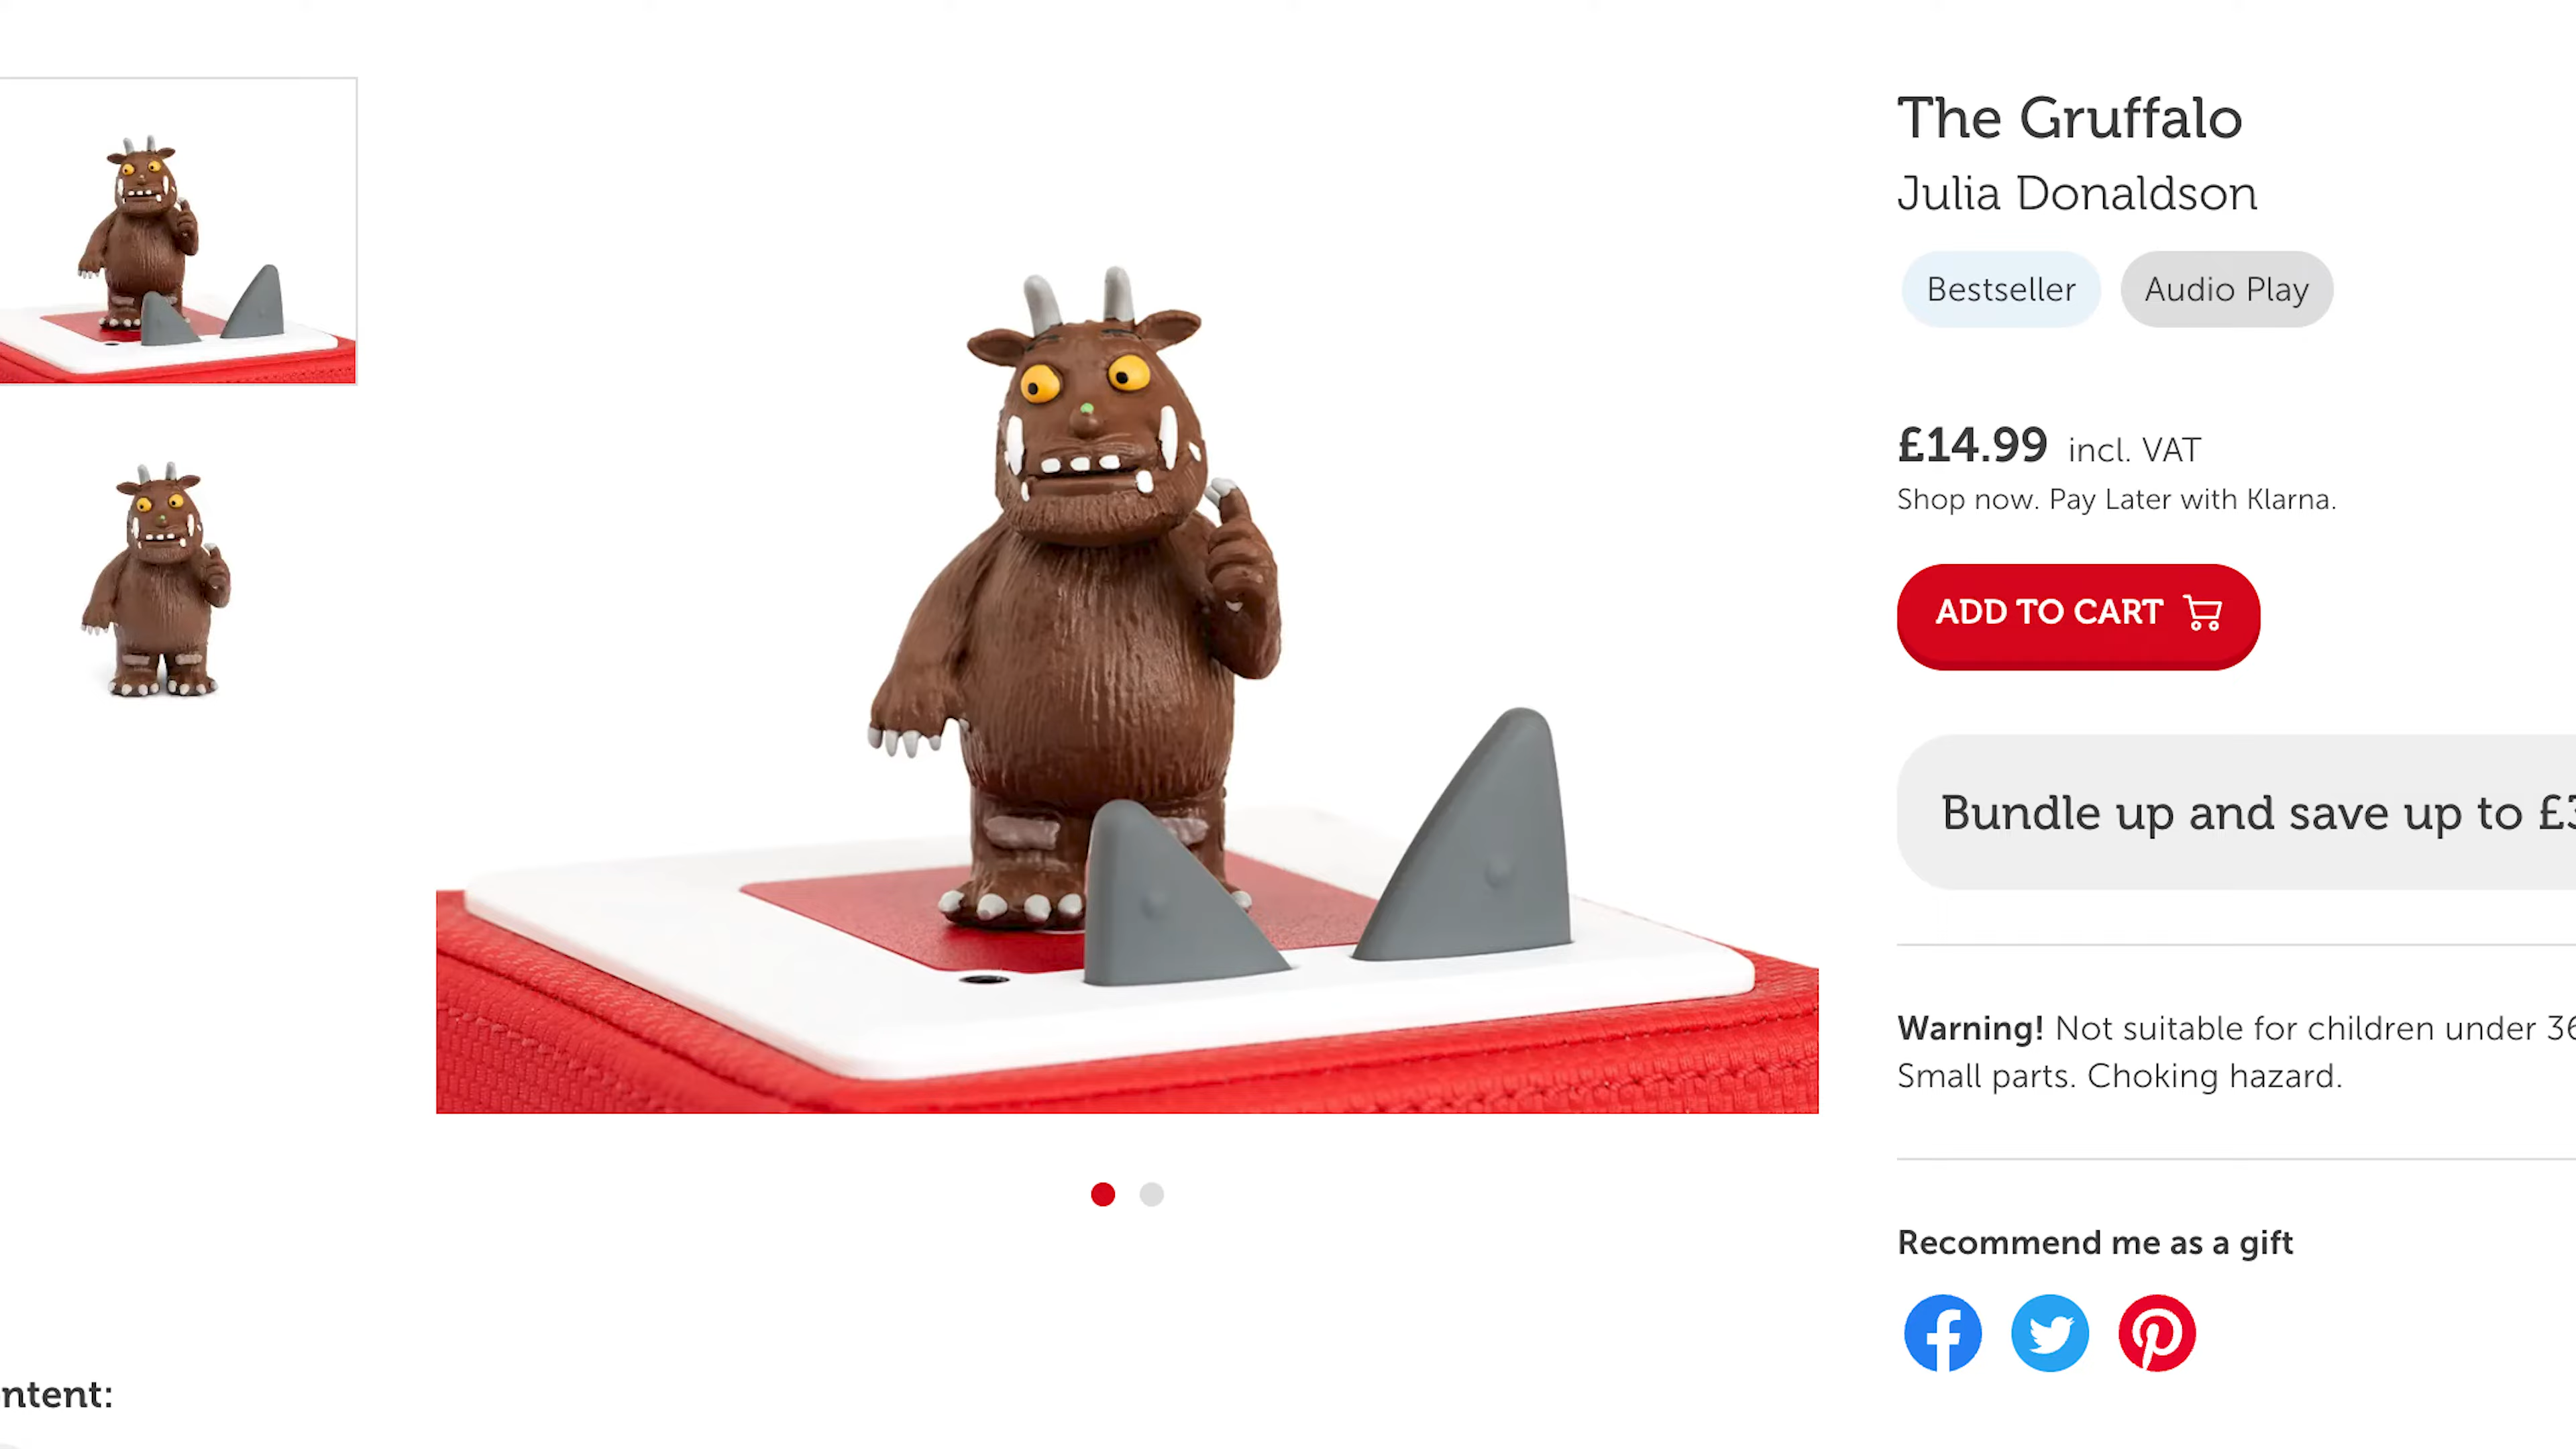 The Gruffalo
Julia Donaldson
Bestseller
Audio Play
£14.99 incl. VAT
Shop now. Pay Later with Klarna.
ADD TO CART
Bundle up and save up to
Warning! Not suitable for children under
Small parts. Choking hazard.
Recommend me as a gift